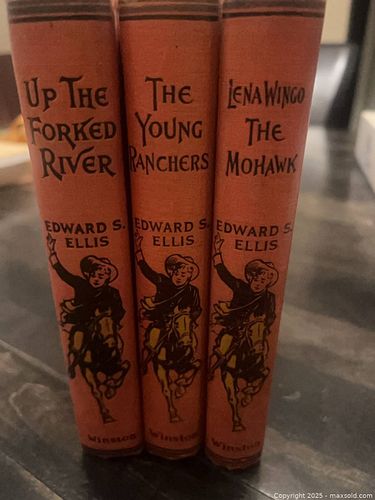 UP THE
FORKED
RIVER
EDWARD S.
ELLIS
Winston
THE
YOUNG
RANCHERS
EDWARD S.
ELLIS
Winston
LENA WINGO
THE
MOHAWK
EDWARD S.
ELLIS
Winston
Copyright 2025 - maxsold.com